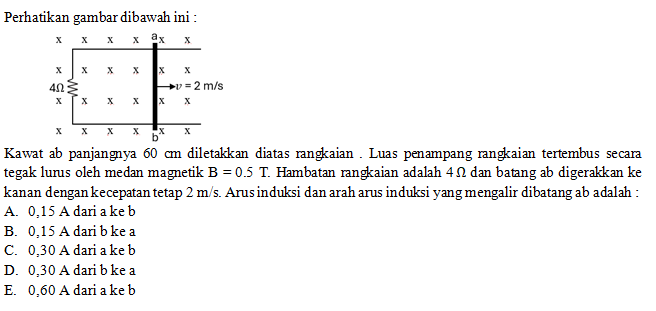 Perhatikan gambar dibawah ini :
x x x x a x x
x x x x x x
4Ω v = 2 m/s
x x x x x x
x x x x x x
b
Kawat ab panjangnya 60 cm diletakkan diatas rangkaian . Luas penampang rangkaian tertembus secara
tegak lurus oleh medan magnetik B = 0.5 T. Hambatan rangkaian adalah 4 Ω dan batang ab digerakkan ke
kanan dengan kecepatan tetap 2 m/s. Arus induksi dan arah arus induksi yang mengalir dibatang ab adalah :
A. 0,15 A dari a ke b
B. 0,15 A dari b ke a
C. 0,30 A dari a ke b
D. 0,30 A dari b ke a
E. 0,60 A dari a ke b